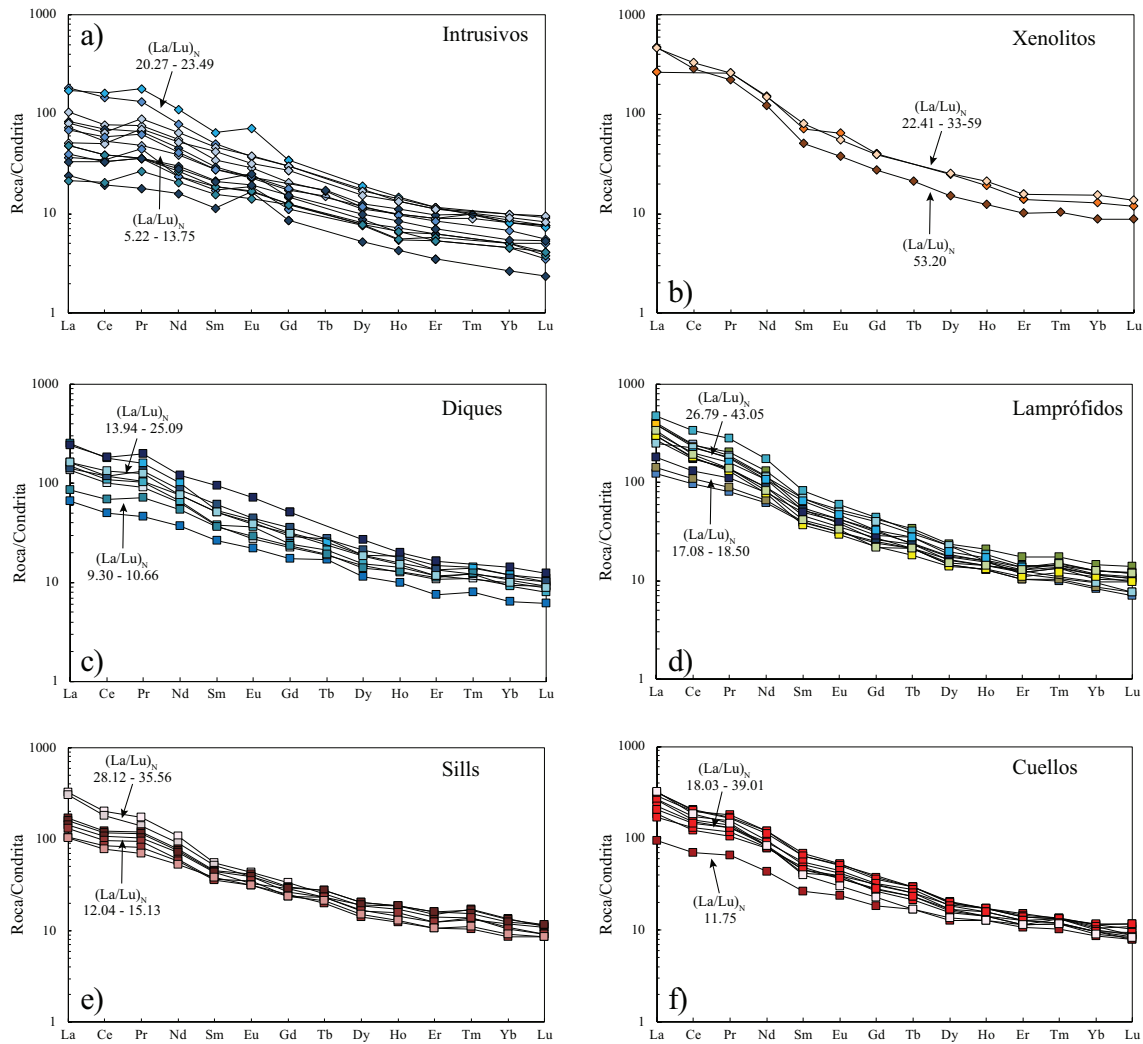 a)
Intrusivos
Roca/Condrita
1000
100
10
1
(La/Lu)N
20.27 - 23.49
(La/Lu)N
5.22 - 13.75
La Ce Pr Nd Sm Eu Gd Tb Dy Ho Er Tm Yb Lu
b)
Xenolitos
Roca/Condrita
1000
100
10
1
(La/Lu)N
22.41 - 33-59
(La/Lu)N
53.20
La Ce Pr Nd Sm Eu Gd Tb Dy Ho Er Tm Yb Lu
c)
Diques
Roca/Condrita
1000
100
10
1
(La/Lu)N
13.94 - 25.09
(La/Lu)N
9.30 - 10.66
La Ce Pr Nd Sm Eu Gd Tb Dy Ho Er Tm Yb Lu
d)
Lamprófidos
Roca/Condrita
1000
100
10
1
(La/Lu)N
26.79 - 43.05
(La/Lu)N
17.08 - 18.50
La Ce Pr Nd Sm Eu Gd Tb Dy Ho Er Tm Yb Lu
e)
Sills
Roca/Condrita
1000
100
10
1
(La/Lu)N
28.12 - 35.56
(La/Lu)N
12.04 - 15.13
La Ce Pr Nd Sm Eu Gd Tb Dy Ho Er Tm Yb Lu
f)
Cuellos
Roca/Condrita
1000
100
10
1
(La/Lu)N
18.03 - 39.01
(La/Lu)N
11.75
La Ce Pr Nd Sm Eu Gd Tb Dy Ho Er Tm Yb Lu